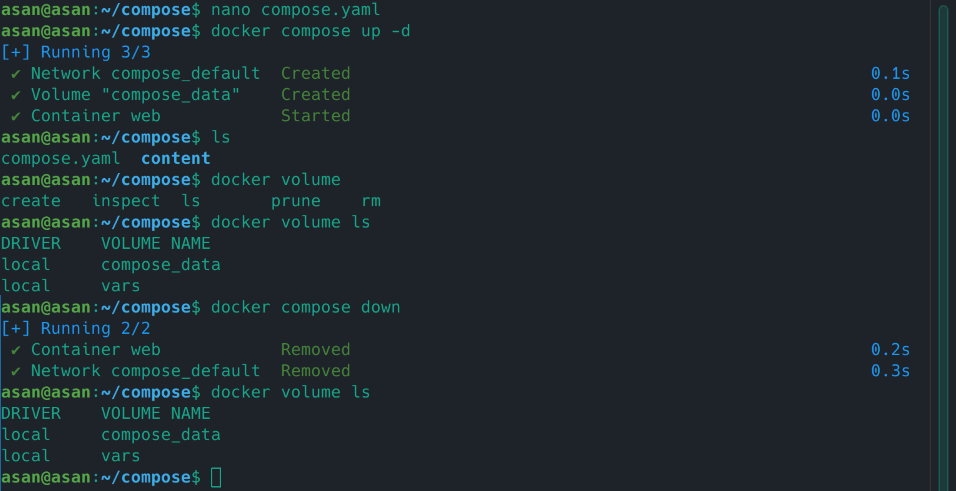 asan@asan:~/compose$ nano compose.yaml
asan@asan:~/compose$ docker compose up -d
[+] Running 3/3
✔ Network compose_default  Created  0.1s
✔ Volume "compose_data"    Created  0.0s
✔ Container web            Started  0.0s
asan@asan:~/compose$ ls
compose.yaml  content
asan@asan:~/compose$ docker volume
create   inspect  ls       prune    rm
asan@asan:~/compose$ docker volume ls
DRIVER    VOLUME NAME
local     compose_data
local     vars
asan@asan:~/compose$ docker compose down
[+] Running 2/2
✔ Container web            Removed  0.2s
✔ Network compose_default  Removed  0.3s
asan@asan:~/compose$ docker volume ls
DRIVER    VOLUME NAME
local     compose_data
local     vars
asan@asan:~/compose$